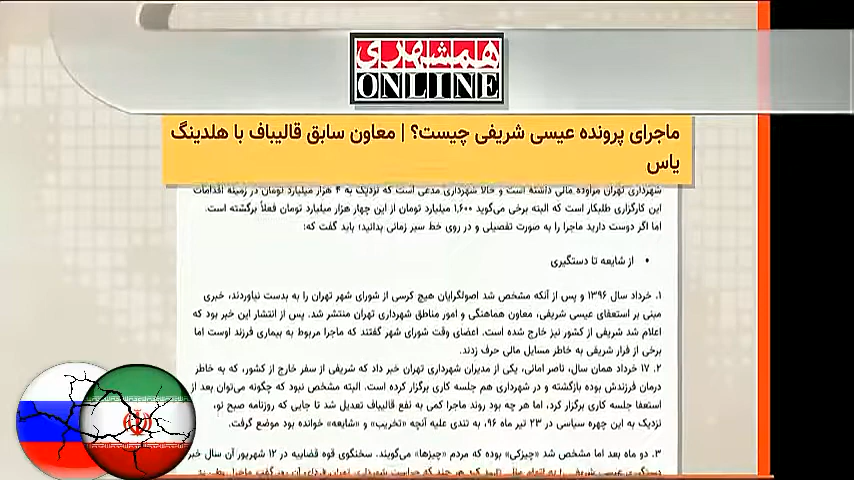 همشهری
ONLINE
ماجرای پرونده عیسی شریفی چیست؟ | معاون سابق قالیباف با هلدینگ
یاس
شهرداری تهران مراوده مالی داشته است و حالا شهرداری مدعی است که نزدیک به ۴ هزار میلیارد تومان در زمینه اقدامات
این کارگزاری طلبکار است که البته برخی می‌گوید ۱,۶۰۰ میلیارد تومان از این چهار هزار میلیارد تومان فعلاً برگشته است.
اما اگر دوست دارید ماجرا را به صورت تفصیلی و در روی خط سیر زمانی بدانید؛ باید گفت که:
• از شایعه تا دستگیری
۱. خرداد سال ۱۳۹۶ و پس از آنکه مشخص شد اصولگرایان هیچ کرسی از شورای شهر تهران را به بدست نیاوردند، خبری
مبنی بر استعفای عیسی شریفی، معاون هماهنگی و امور مناطق شهرداری تهران منتشر شد. پس از انتشار این خبر بود که
اعلام شد شریفی از کشور نیز خارج شده است. اعضای وقت شورای شهر گفتند که ماجرا مربوط به بیماری فرزند اوست اما
برخی از فرار شریفی به خاطر مسایل مالی حرف زدند.
۲. ۱۷ خرداد همان سال، ناصر امانی، یکی از مدیران شهرداری تهران خبر داد که شریفی از سفر خارج از کشور، که به خاطر
درمان فرزندش بوده بازگشته و در شهرداری هم جلسه کاری برگزار کرده است. البته مشخص نبود که چگونه می‌توان بعد از
استعفا جلسه کاری برگزار کرد، اما هر چه بود روند ماجرا کمی به نفع قالیباف تعدیل شد تا جایی که روزنامه صبح نو،
نزدیک به این چهره سیاسی در ۲۳ تیر ماه ۹۶، به تندی علیه آنچه «تخریب» و «شایعه» خوانده بود موضع گرفت.
۳. دو ماه بعد اما مشخص شد «چیزکی» بوده که مردم «چیزها» می‌گویند. سخنگوی قوه قضاییه در ۱۲ شهریور آن سال خبر